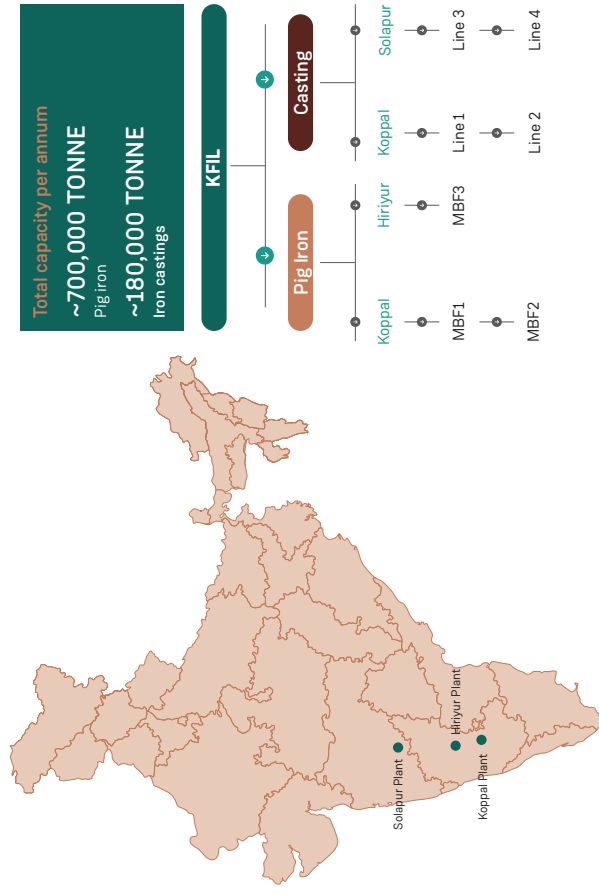 Total capacity per annum
~700,000 TONNE
Pig iron
~180,000 TONNE
Iron castings
KFIL
Pig Iron
Casting
Koppal
Hiriyur
Koppal
Solapur
MBF1
MBF3
Line 1
Line 3
MBF2
Line 2
Line 4
Solapur Plant
Hiriyur Plant
Koppal Plant